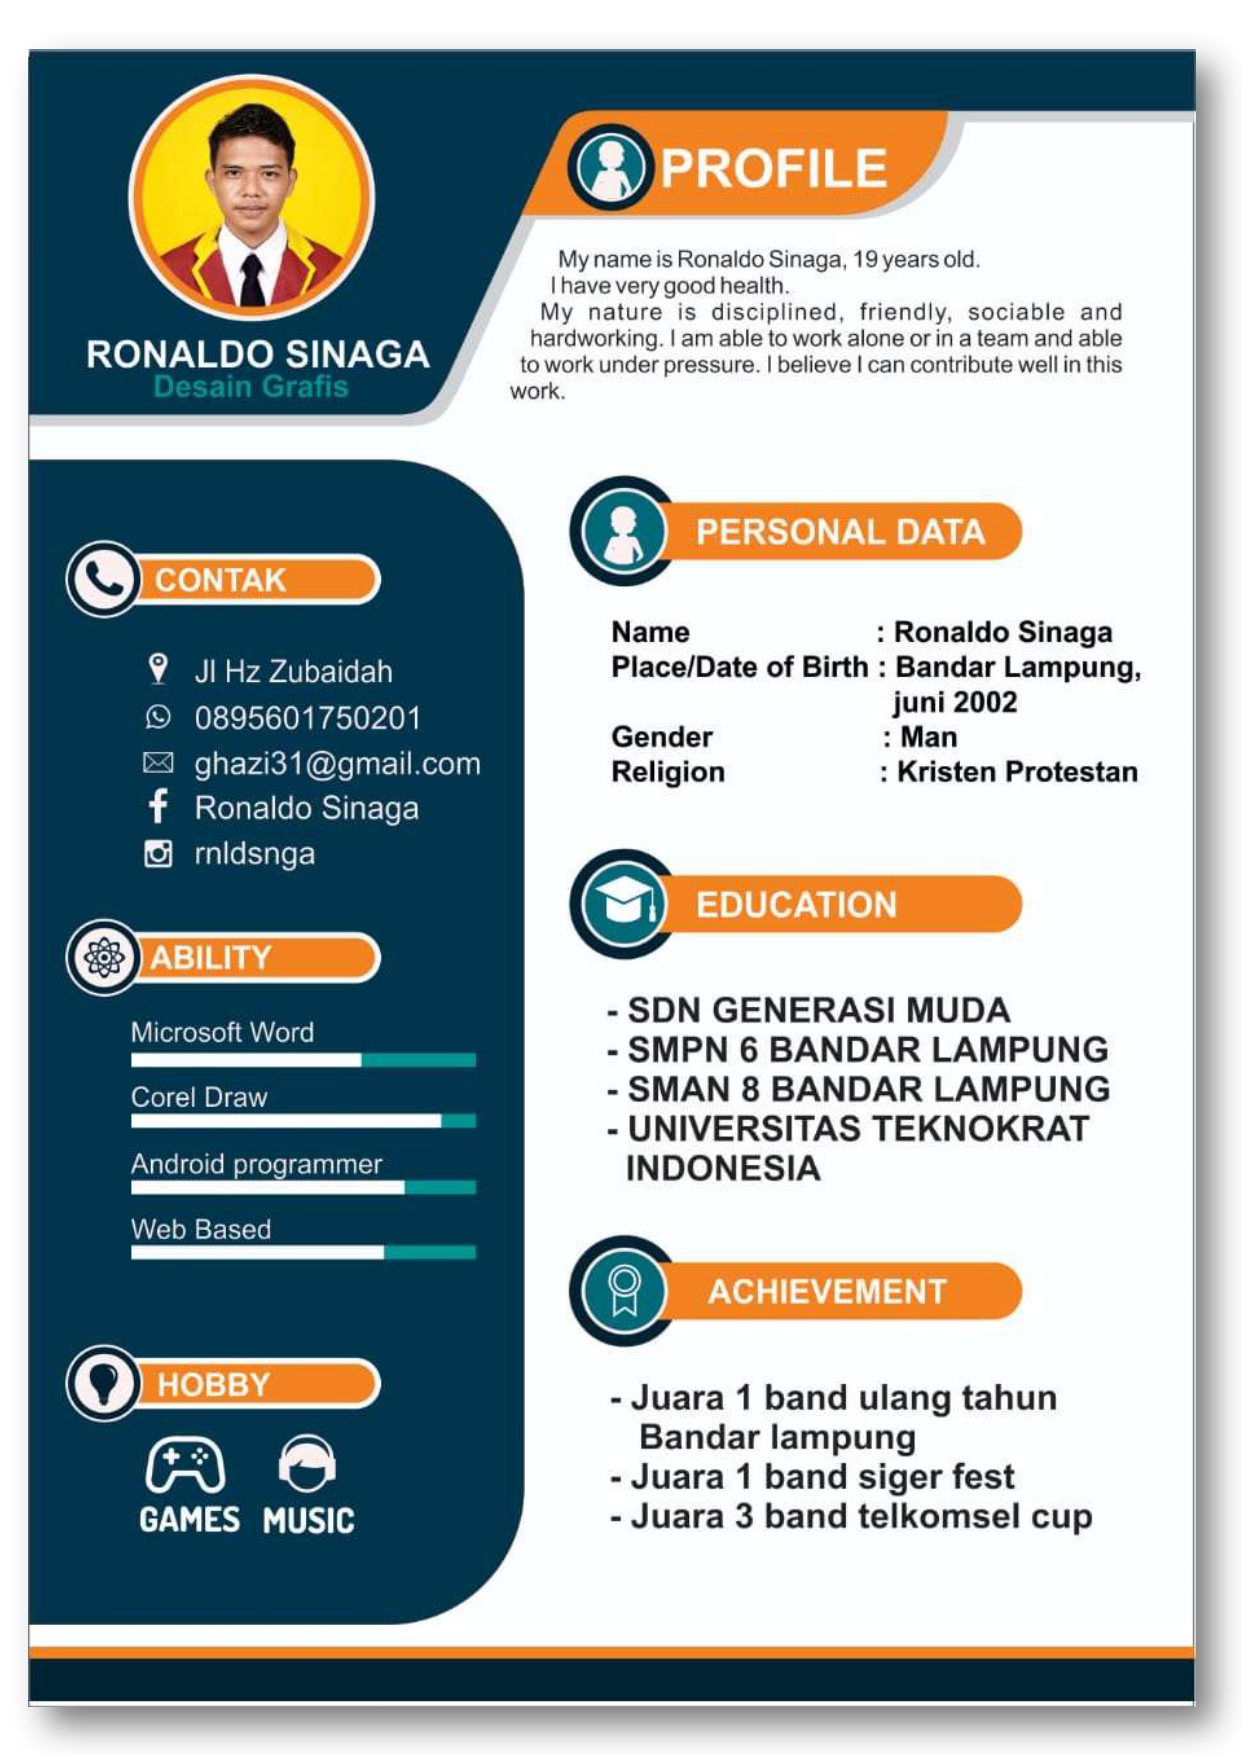 RONALDO SINAGA
Desain Grafis
PROFILE
My name is Ronaldo Sinaga, 19 years old.
I have very good health.
My nature is disciplined, friendly, sociable and
hardworking. I am able to work alone or in a team and able
to work under pressure. I believe I can contribute well in this
work.
CONTAK
Jl Hz Zubaidah
0895601750201
ghazi31@gmail.com
Ronaldo Sinaga
rnldsnga
ABILITY
Microsoft Word
Corel Draw
Android programmer
Web Based
HOBBY
GAMES MUSIC
PERSONAL DATA
Name : Ronaldo Sinaga
Place/Date of Birth : Bandar Lampung,
juni 2002
Gender : Man
Religion : Kristen Protestan
EDUCATION
- SDN GENERASI MUDA
- SMPN 6 BANDAR LAMPUNG
- SMAN 8 BANDAR LAMPUNG
- UNIVERSITAS TEKNOKRAT
INDONESIA
ACHIEVEMENT
- Juara 1 band ulang tahun
Bandar lampung
- Juara 1 band siger fest
- Juara 3 band telkomsel cup